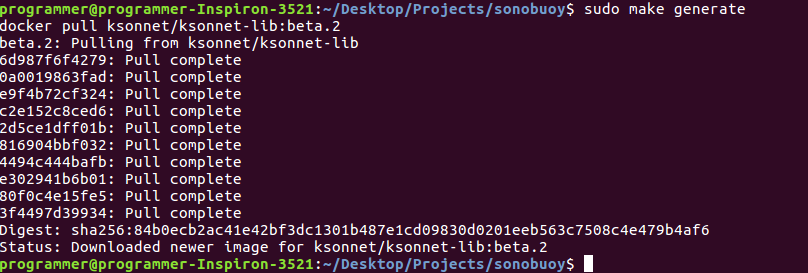 programmer@programmer-Inspiron-3521:~/Desktop/Projects/sonobuoy$ sudo make generate
docker pull ksonnet/ksonnet-lib:beta.2
beta.2: Pulling from ksonnet/ksonnet-lib
6d987f6f4279: Pull complete
0a0019863fad: Pull complete
e9f4b72cf324: Pull complete
c2e152c8ced6: Pull complete
2d5ce1dff01b: Pull complete
816904bbf032: Pull complete
4494c444bafb: Pull complete
e302941b6b01: Pull complete
80f0c4e15fe5: Pull complete
3f4497d39934: Pull complete
Digest: sha256:84b0ecb2ac41e42bf3dc1301b487e1cd09830d0201eeb563c7508c4e479b4af6
Status: Downloaded newer image for ksonnet/ksonnet-lib:beta.2
programmer@programmer-Inspiron-3521:~/Desktop/Projects/sonobuoy$